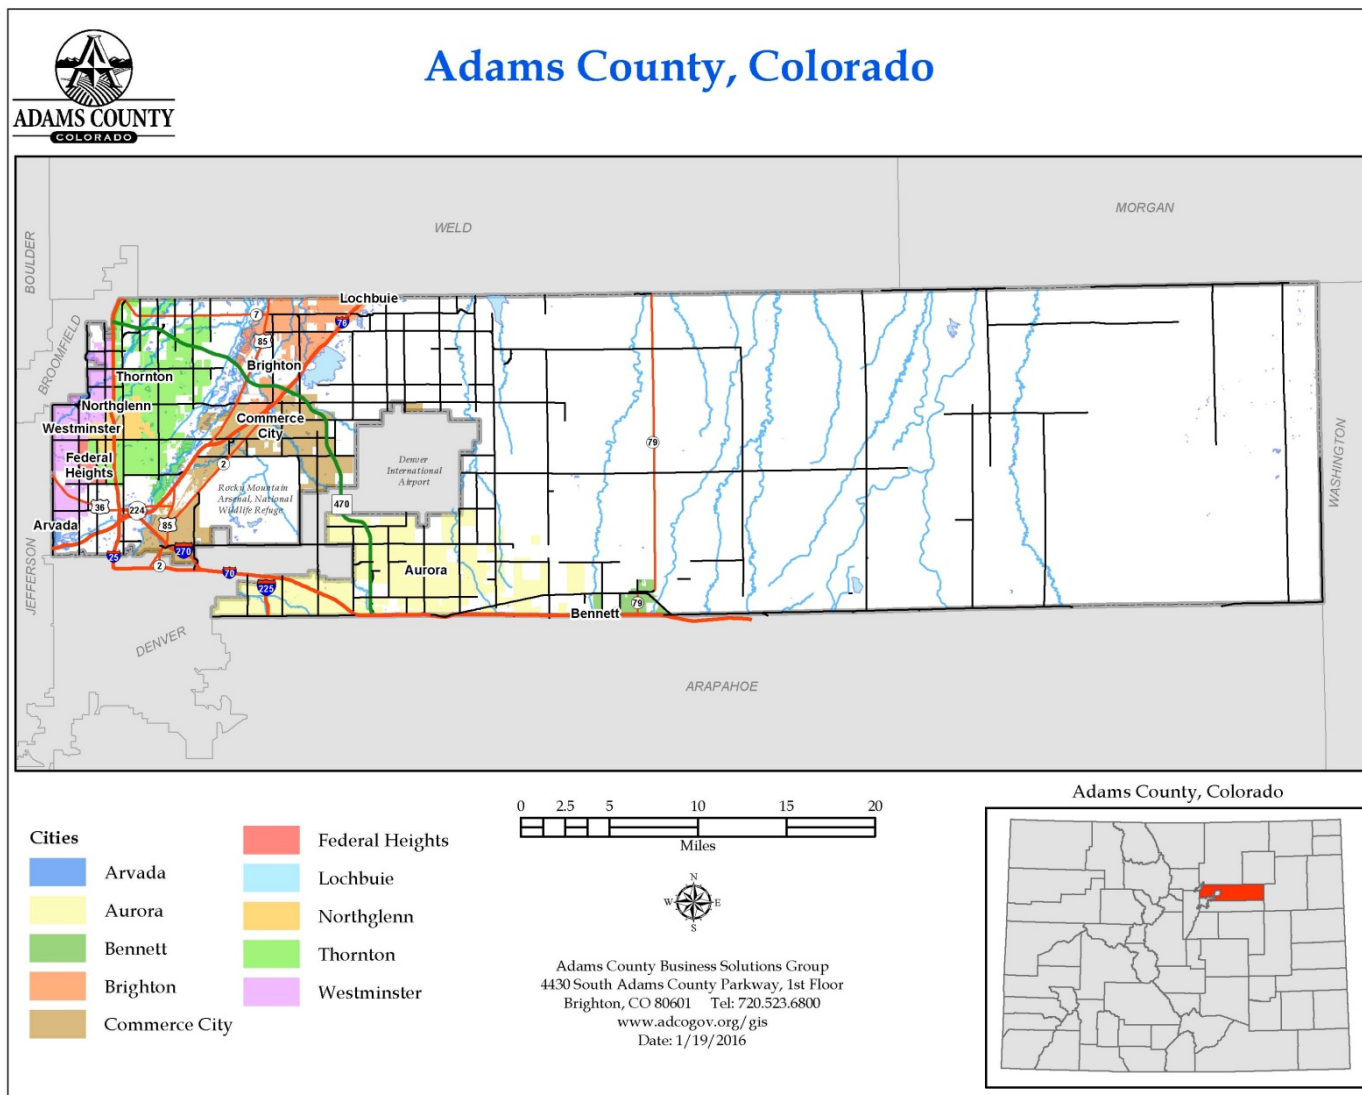 Adams County, Colorado
ADAMS COUNTY
COLORADO
MORGAN
WELD
BOULDER
BROOMFIELD
Lochbuie
7
76
85
Brighton
Thornton
Northglenn
Westminster
Commerce
City
Federal
Heights
2
79
Denver
International
Airport
Rocky Mountain
Arsenal, National
Wildlife Refuge
WASHINGTON
36
224
470
85
Arvada
25
2
270
70
225
Aurora
JEFFERSON
79
Bennett
DENVER
ARAPAHOE
Cities
Arvada
Aurora
Bennett
Brighton
Commerce City
Federal Heights
Lochbuie
Northglenn
Thornton
Westminster
0 2.5 5 10 15 20
Miles
N
W E
S
Adams County Business Solutions Group
4430 South Adams County Parkway, 1st Floor
Brighton, CO 80601 Tel: 720.523.6800
www.adcogov.org/gis
Date: 1/19/2016
Adams County, Colorado